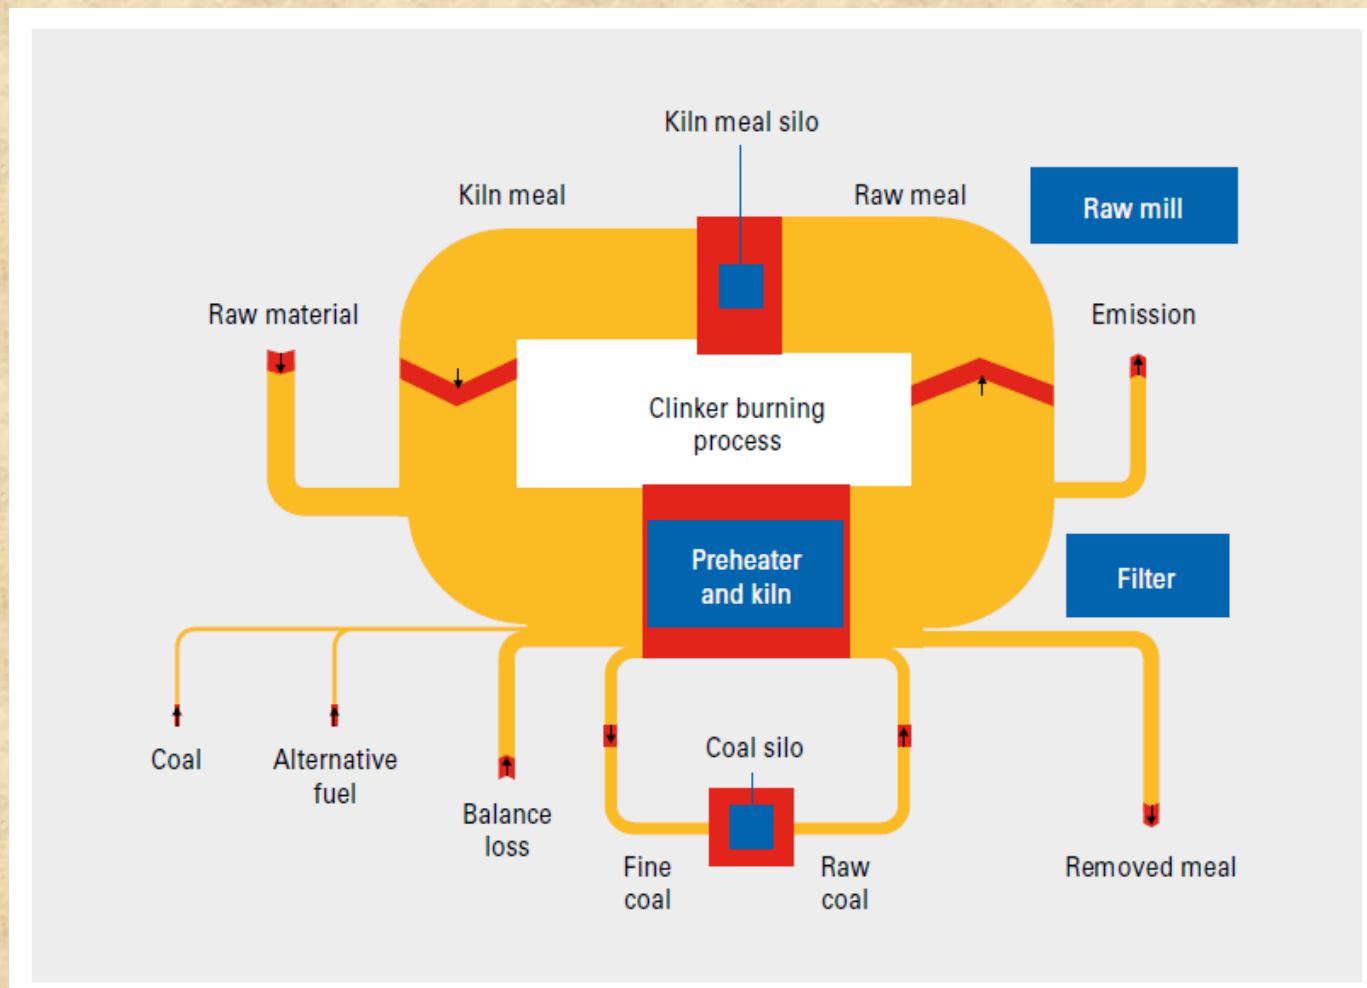 Kiln meal silo
Kiln meal
Raw meal
Raw mill
Raw material
Emission
Clinker burning
process
Preheater
and kiln
Filter
Coal
Alternative
fuel
Balance
loss
Coal silo
Fine
coal
Raw
coal
Removed meal